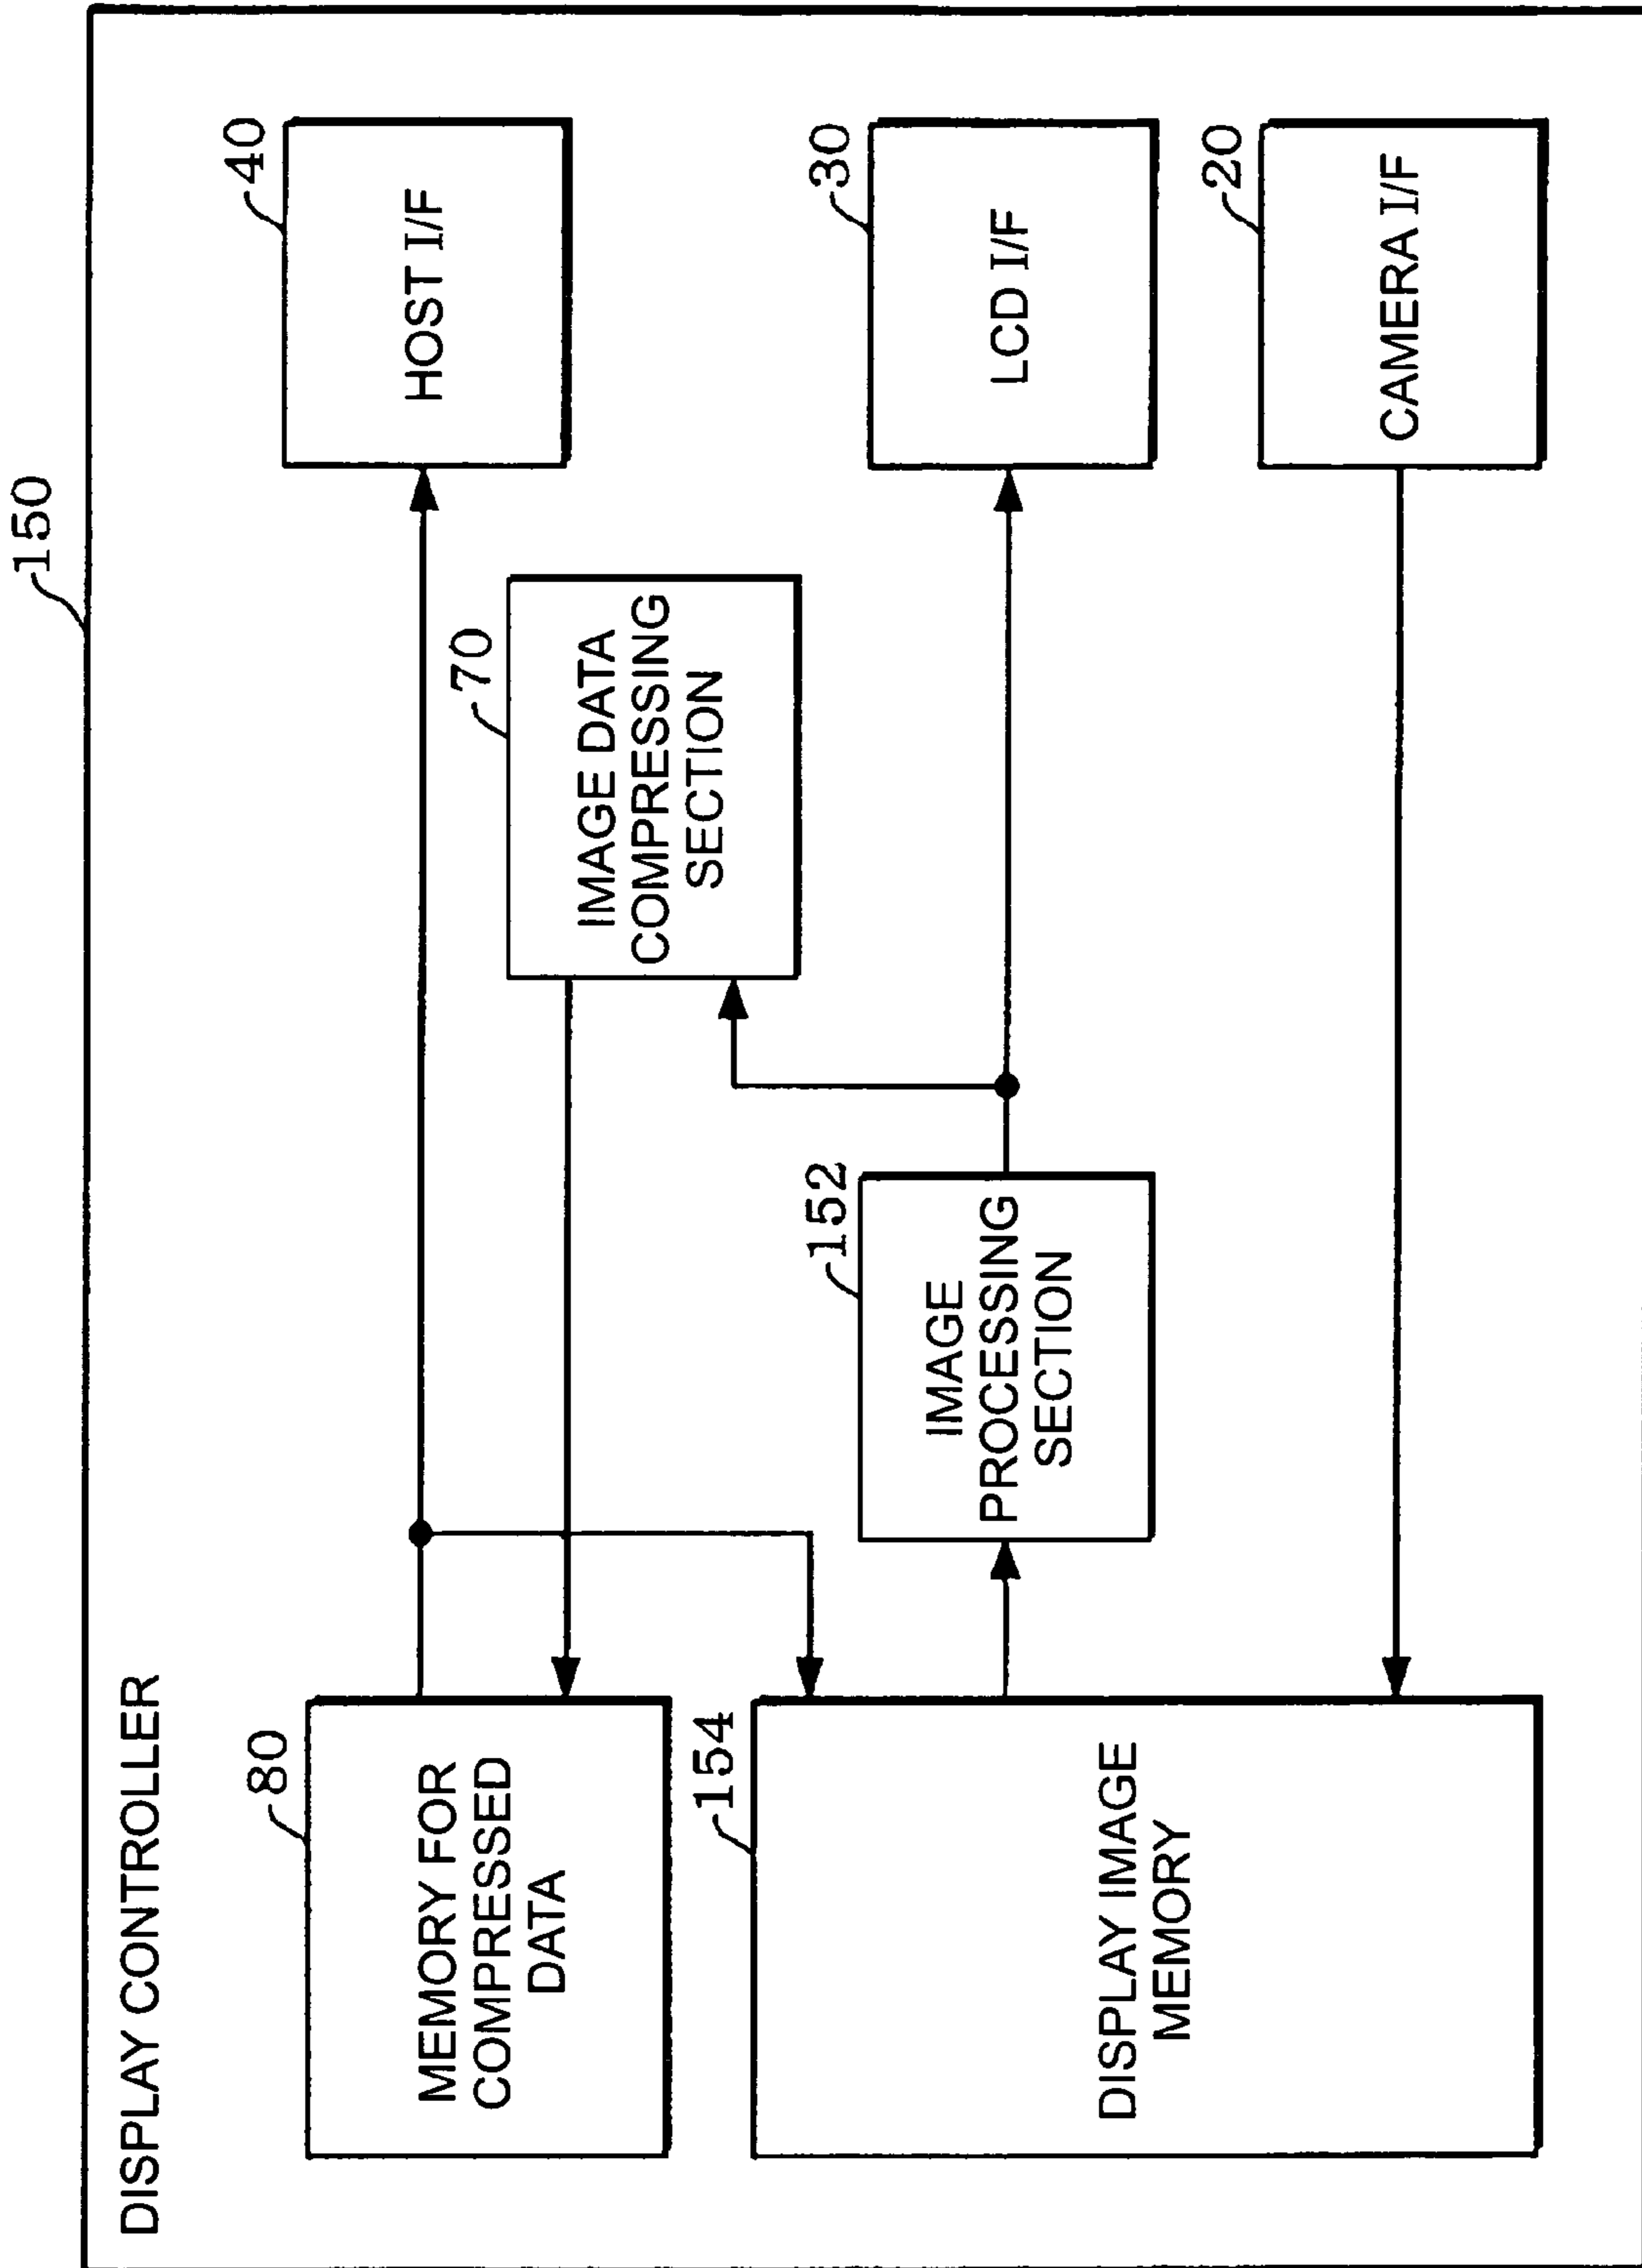 150
DISPLAY CONTROLLER
80
MEMORY FOR
COMPRESSED
DATA
40
HOST I/F
70
IMAGE DATA
COMPRESSING
SECTION
154
DISPLAY IMAGE
MEMORY
152
IMAGE
PROCESSING
SECTION
30
LCD I/F
20
CAMERA I/F